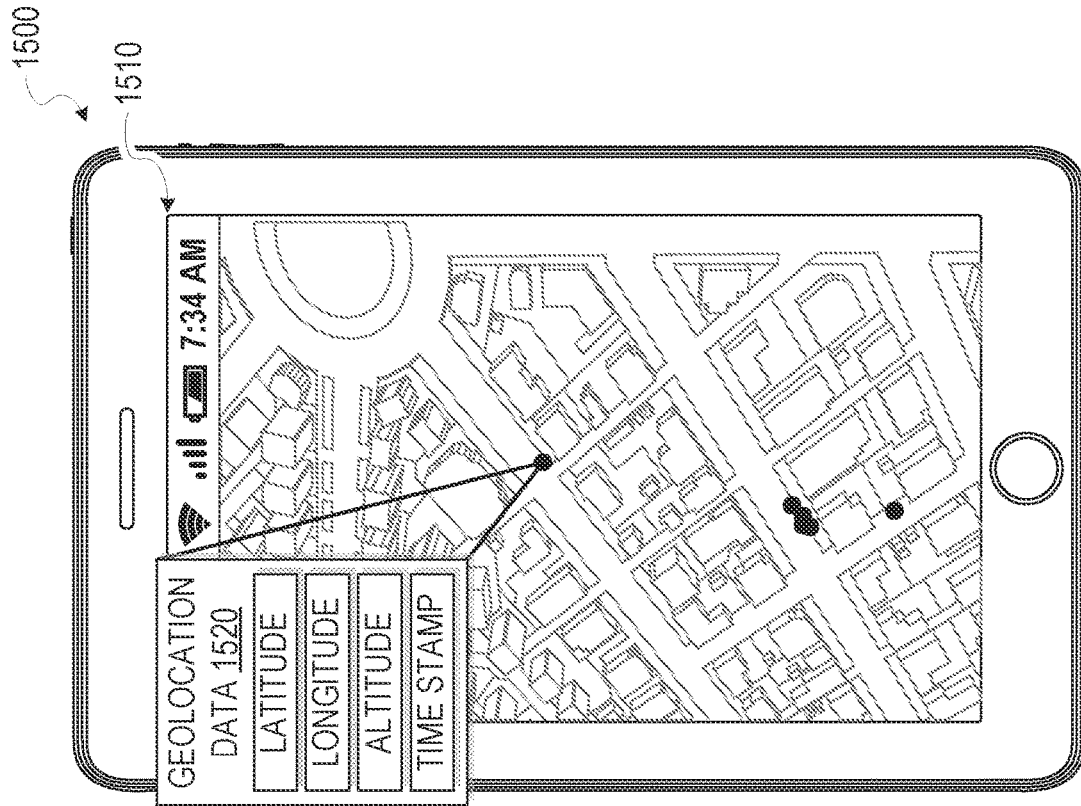 1500
1510
7:34 AM
GEOLOCATION
DATA 1520
LATITUDE
LONGITUDE
ALTITUDE
TIME STAMP